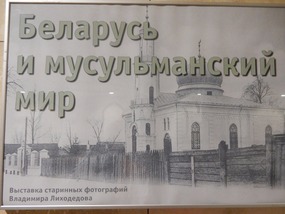 Беларусь
и мусульманский
мир
Выставка старинных фотографий
Владимира Лиходедова